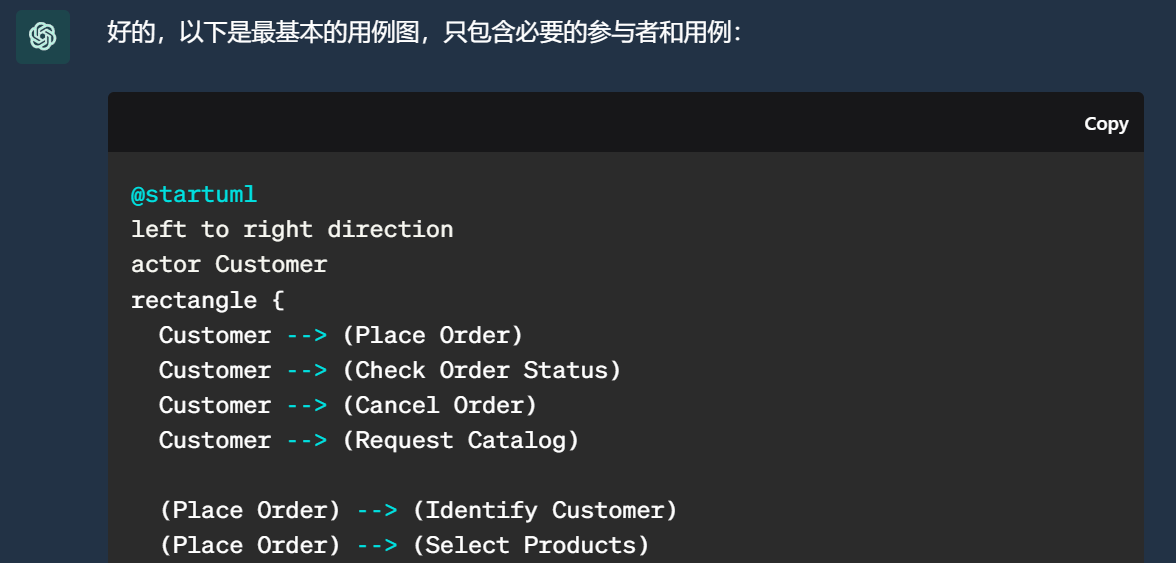 好的，以下是最基本的用例图，只包含必要的参与者和用例：
Copy
@startuml
left to right direction
actor Customer
rectangle {
  Customer --> (Place Order)
  Customer --> (Check Order Status)
  Customer --> (Cancel Order)
  Customer --> (Request Catalog)
  (Place Order) --> (Identify Customer)
  (Place Order) --> (Select Products)